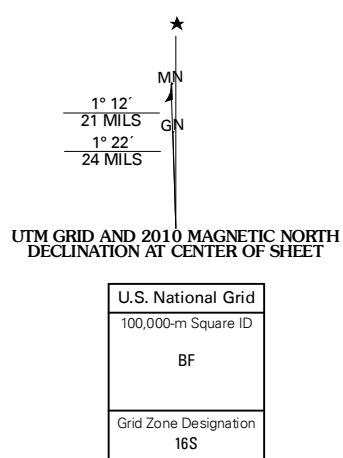 MN
1° 12´
21 MILS
GN
1° 22´
24 MILS
UTM GRID AND 2010 MAGNETIC NORTH
DECLINATION AT CENTER OF SHEET
U.S. National Grid
100,000-m Square ID
BF
Grid Zone Designation
16S